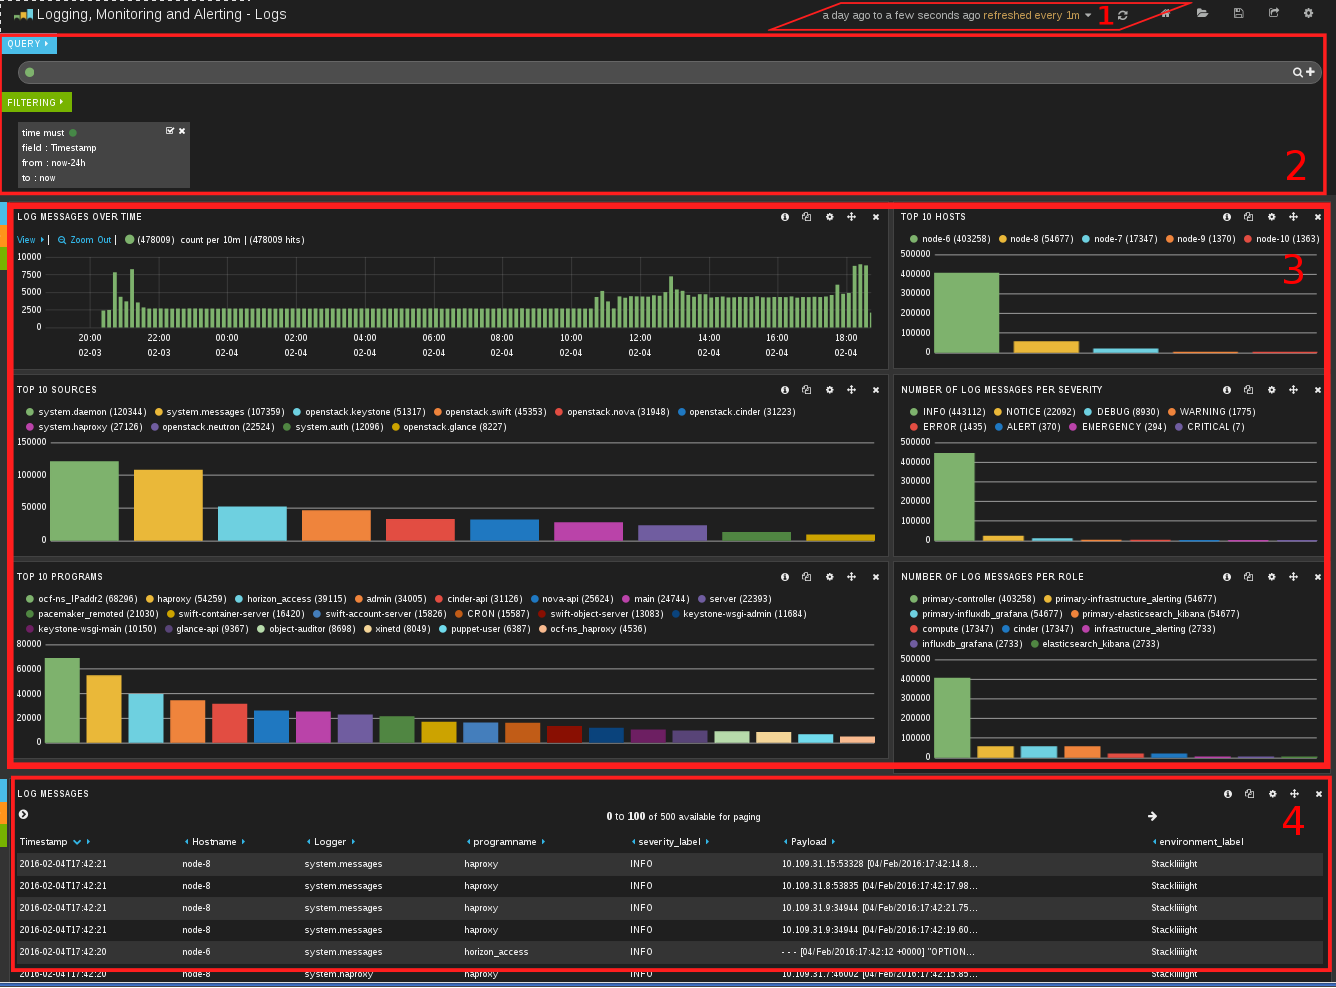 Logging, Monitoring and Alerting - Logs
a day ago to a few seconds ago refreshed every 1m
1
QUERY
FILTERING
time must
field : Timestamp
from : now-24h
to : now
2
LOG MESSAGES OVER TIME
View | Zoom Out | (478009) count per 10m | (478009 hits)
10000
7500
5000
2500
0
20:00 22:00 00:00 02:00 04:00 06:00 08:00 10:00 12:00 14:00 16:00 18:00
02-03 02-03 02-04 02-04 02-04 02-04 02-04 02-04 02-04 02-04 02-04 02-04
TOP 10 HOSTS
node-6 (403258) node-8 (54677) node-7 (17347) node-9 (1370) node-10 (1363)
3
500000
400000
300000
200000
100000
0
TOP 10 SOURCES
system.daemon (120344) system.messages (107359) openstack.keystone (51317) openstack.swift (45353) openstack.nova (31948) openstack.cinder (31223)
system.haproxy (27126) openstack.neutron (22524) system.auth (12096) openstack.glance (8227)
150000
100000
50000
0
NUMBER OF LOG MESSAGES PER SEVERITY
INFO (443112) NOTICE (22092) DEBUG (8930) WARNING (1775)
ERROR (1435) ALERT (370) EMERGENCY (294) CRITICAL (7)
500000
400000
300000
200000
100000
0
TOP 10 PROGRAMS
ocf-ns_IPaddr2 (68296) haproxy (54259) horizon_access (39115) admin (34005) cinder-api (31126) nova-api (25624) main (24744) server (22393)
pacemaker_remoted (21030) swift-container-server (16420) swift-account-server (15826) CRON (15587) swift-object-server (13083) keystone-wsgi-admin (11684)
keystone-wsgi-main (10150) glance-api (9367) object-auditor (8698) xinetd (8049) puppet-user (6387) ocf-ns_haproxy (4536)
80000
60000
40000
20000
0
NUMBER OF LOG MESSAGES PER ROLE
primary-controller (403258) primary-infrastructure_alerting (54677)
primary-influxdb_grafana (54677) primary-elasticsearch_kibana (54677)
compute (17347) cinder (17347) infrastructure_alerting (2733)
influxdb_grafana (2733) elasticsearch_kibana (2733)
500000
400000
300000
200000
100000
0
LOG MESSAGES
0 to 100 of 500 available for paging
4
Timestamp Hostname Logger programname severity_label Payload environment_label
2016-02-04T17:42:21 node-8 system.messages haproxy INFO 10.109.31.15:53328 [04/Feb/2016:17:42:14.8... Stackliiiight
2016-02-04T17:42:21 node-8 system.messages haproxy INFO 10.109.31.8:53835 [04/Feb/2016:17:42:17.98... Stackliiiight
2016-02-04T17:42:21 node-8 system.messages haproxy INFO 10.109.31.9:34944 [04/Feb/2016:17:42:21.75... Stackliiiight
2016-02-04T17:42:21 node-8 system.messages haproxy INFO 10.109.31.9:34944 [04/Feb/2016:17:42:19.60... Stackliiiight
2016-02-04T17:42:20 node-6 system.messages horizon_access INFO - - - [04/Feb/2016:17:42:12 +0000] "OPTION... Stackliiiight
2016-02-04T17:42:20 node-8 system.haproxy haproxy INFO 10.109.31.7:46002 [04/Feb/2016:17:42:15.85... Stackliiiight